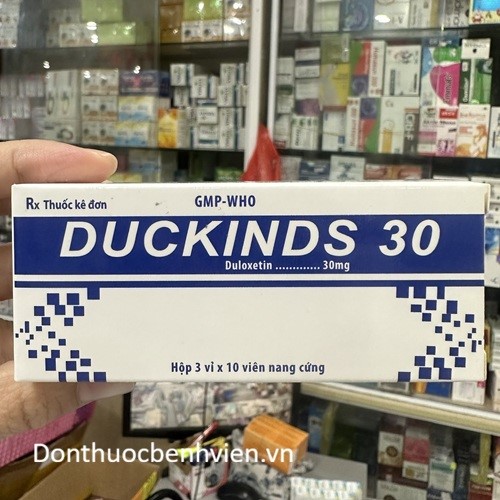 Rx Thuốc kê đơn
GMP-WHO
DUCKINDS 30
Duloxetin ............. 30mg
Hộp 3 vỉ x 10 viên nang cứng
Donthuocbenhvien.vn